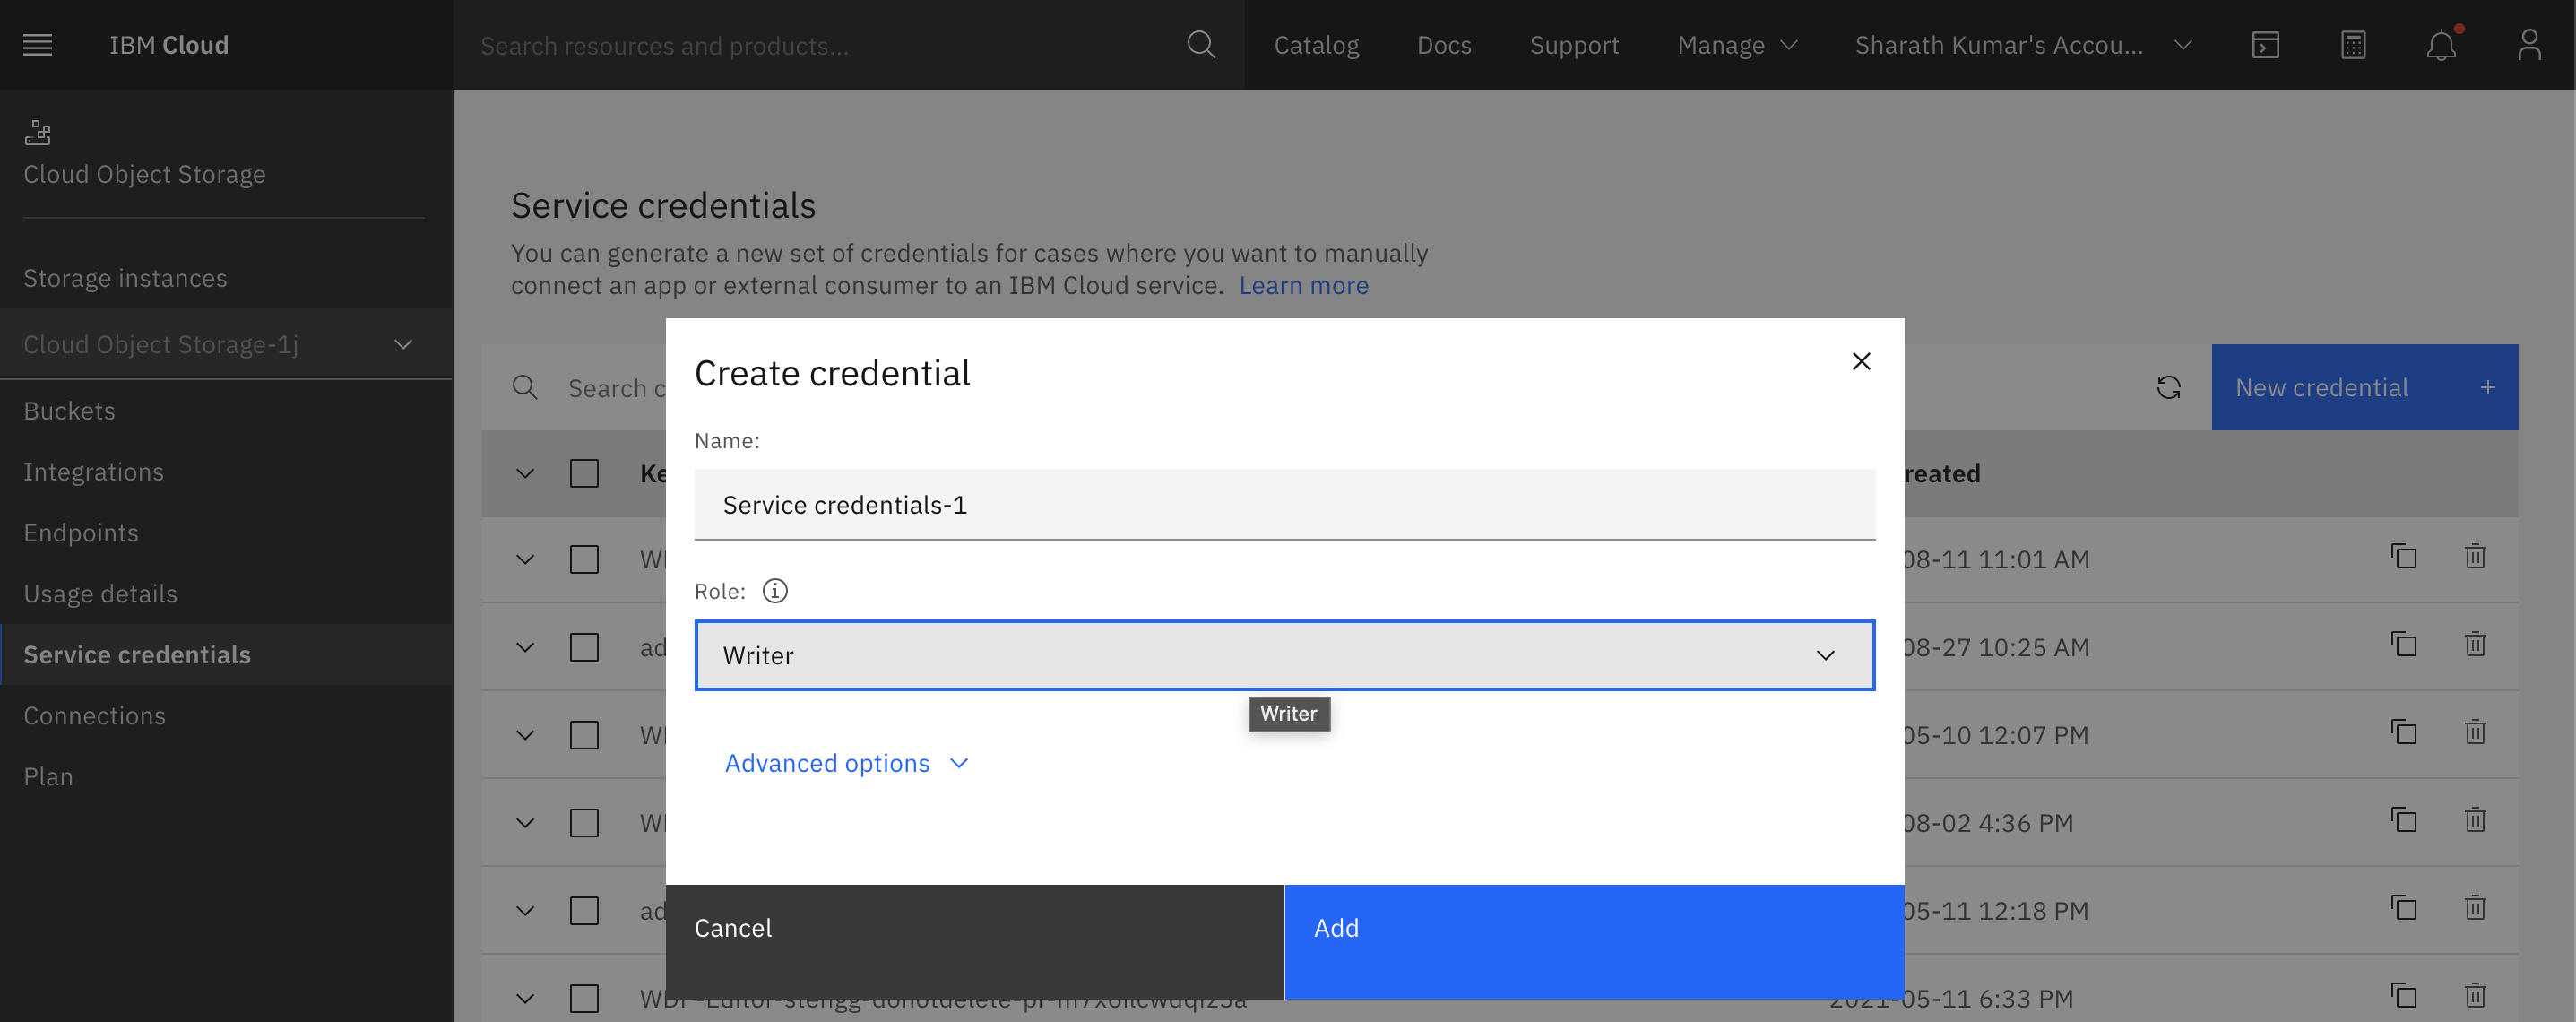 IBM Cloud
Search resources and products...
Catalog
Docs
Support
Manage
Sharath Kumar's Accou...
Cloud Object Storage
Storage instances
Cloud Object Storage-1j
Buckets
Integrations
Endpoints
Usage details
Service credentials
Connections
Plan
Service credentials
You can generate a new set of credentials for cases where you want to manually
connect an app or external consumer to an IBM Cloud service. Learn more
Search c
New credential +
Ke
reated
08-11 11:01 AM
ad
08-27 10:25 AM
05-10 12:07 PM
08-02 4:36 PM
ad
05-11 12:18 PM
2021-05-11 6:33 PM
Create credential
Name:
Service credentials-1
Role:
Writer
Writer
Advanced options
Cancel
Add